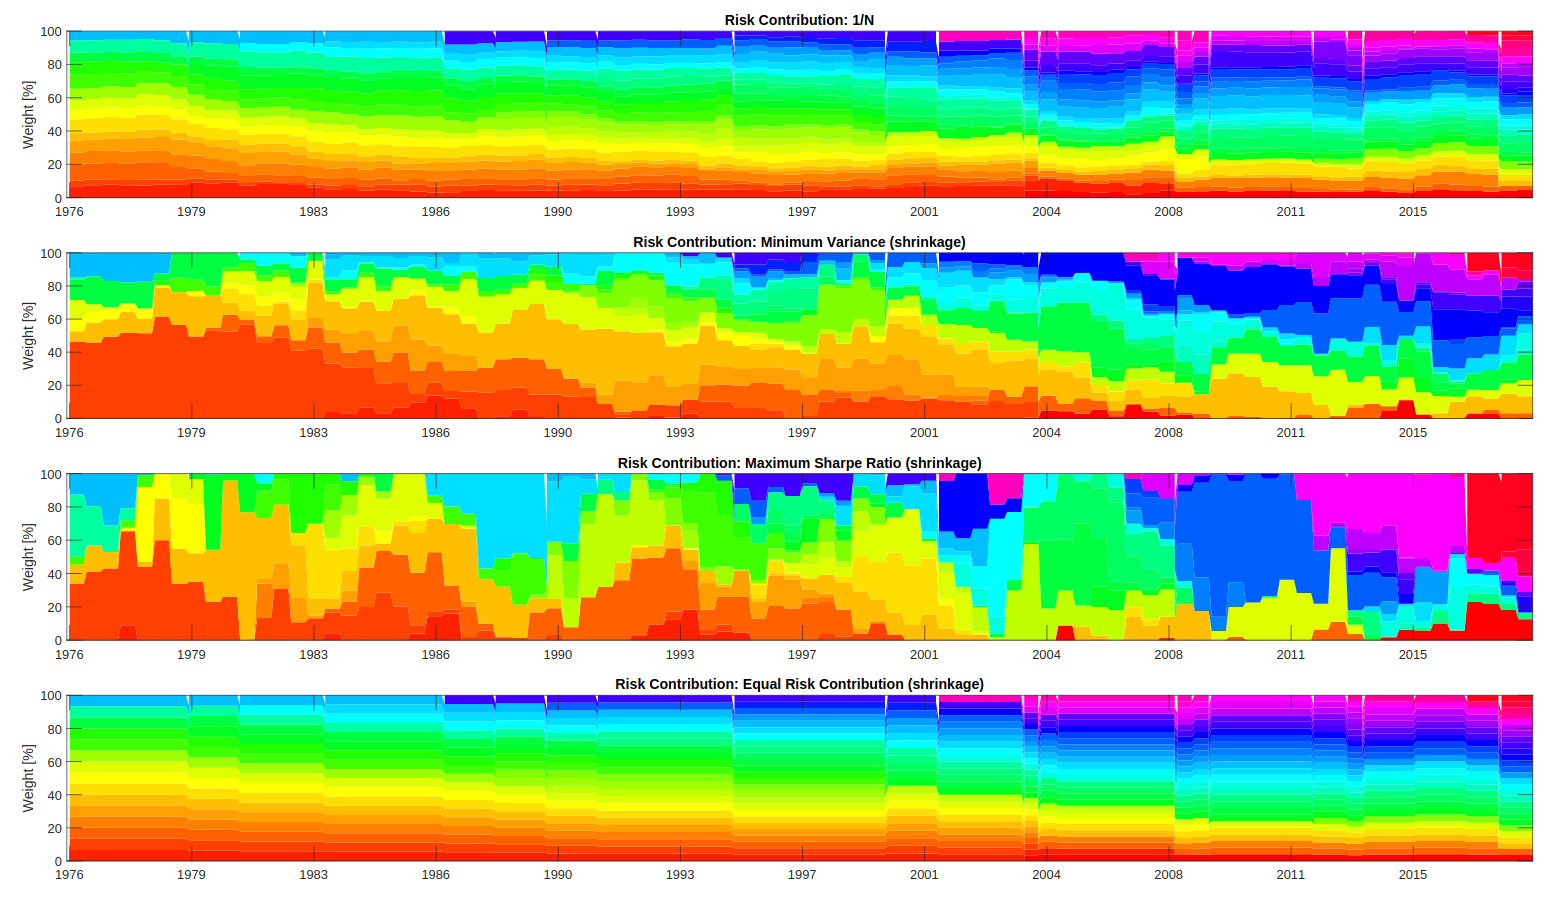 Risk Contribution: 1/N
Weight [%]
100
80
60
40
20
0
1976 1979 1983 1986 1990 1993 1997 2001 2004 2008 2011 2015
Risk Contribution: Minimum Variance (shrinkage)
Weight [%]
100
80
60
40
20
0
1976 1979 1983 1986 1990 1993 1997 2001 2004 2008 2011 2015
Risk Contribution: Maximum Sharpe Ratio (shrinkage)
Weight [%]
100
80
60
40
20
0
1976 1979 1983 1986 1990 1993 1997 2001 2004 2008 2011 2015
Risk Contribution: Equal Risk Contribution (shrinkage)
Weight [%]
100
80
60
40
20
0
1976 1979 1983 1986 1990 1993 1997 2001 2004 2008 2011 2015